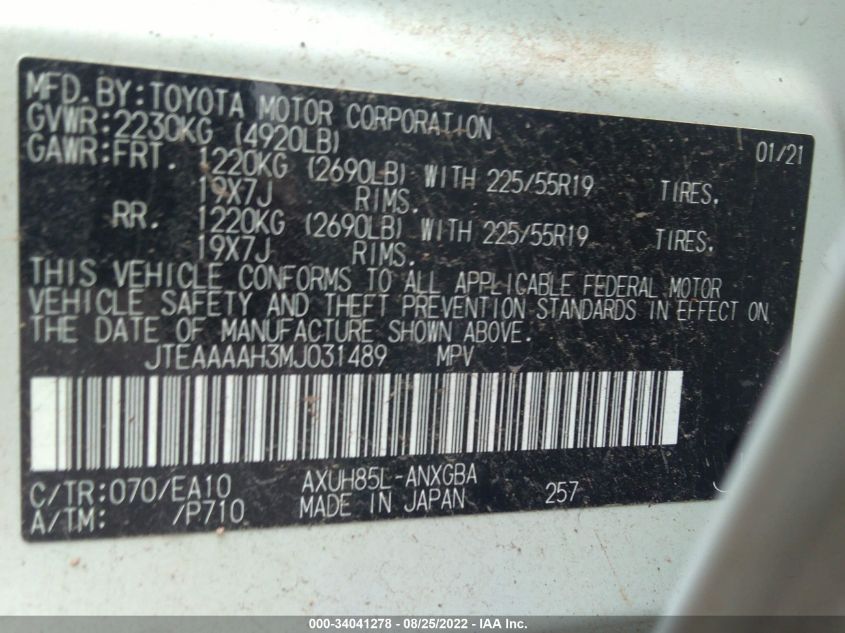 MFD. BY: TOYOTA MOTOR CORPORATION 01/21
GVWR: 2230KG (4920LB)
GAWR: FRT. 1220KG (2690LB) WITH 225/55R19 TIRES.
19X7J RIMS.
RR. 1220KG (2690LB) WITH 225/55R19 TIRES.
19X7J RIMS.
THIS VEHICLE CONFORMS TO ALL APPLICABLE FEDERAL MOTOR
VEHICLE SAFETY AND THEFT PREVENTION STANDARDS IN EFFECT ON
THE DATE OF MANUFACTURE SHOWN ABOVE.
JTEAAAAH3MJ031489 MPV
C/TR: 070/EA10 AXUH85L-ANXGBA
A/TM: /P710 MADE IN JAPAN 257
000-34041278 - 08/25/2022 - IAA Inc.